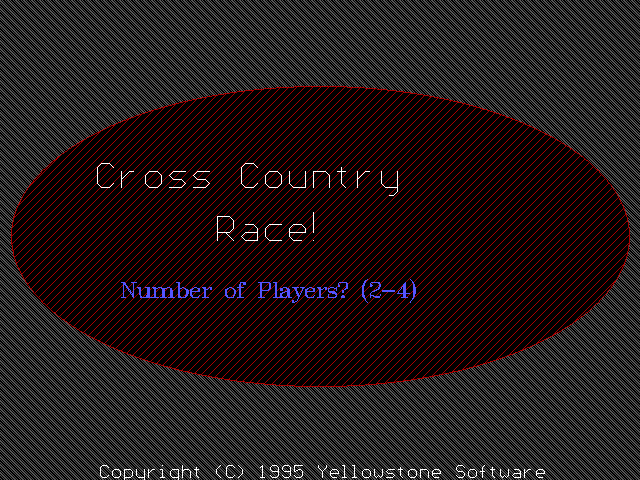 Cross Country
Race!
Number of Players? (2-4)
Copyright (C) 1995 Yellowstone Software